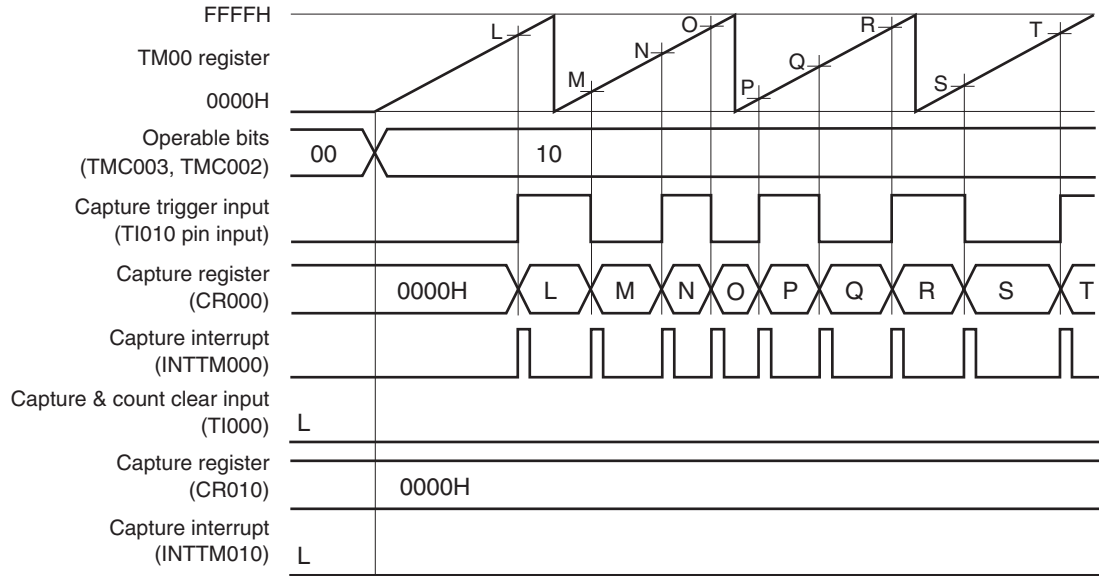 FFFFH
TM00 register
0000H
L
M
N
O
P
Q
R
S
T
Operable bits
(TMC003, TMC002)
00
10
Capture trigger input
(TI010 pin input)
Capture register
(CR000)
0000H
L
M
N
O
P
Q
R
S
T
Capture interrupt
(INTTM000)
Capture & count clear input
(TI000)
L
Capture register
(CR010)
0000H
Capture interrupt
(INTTM010)
L